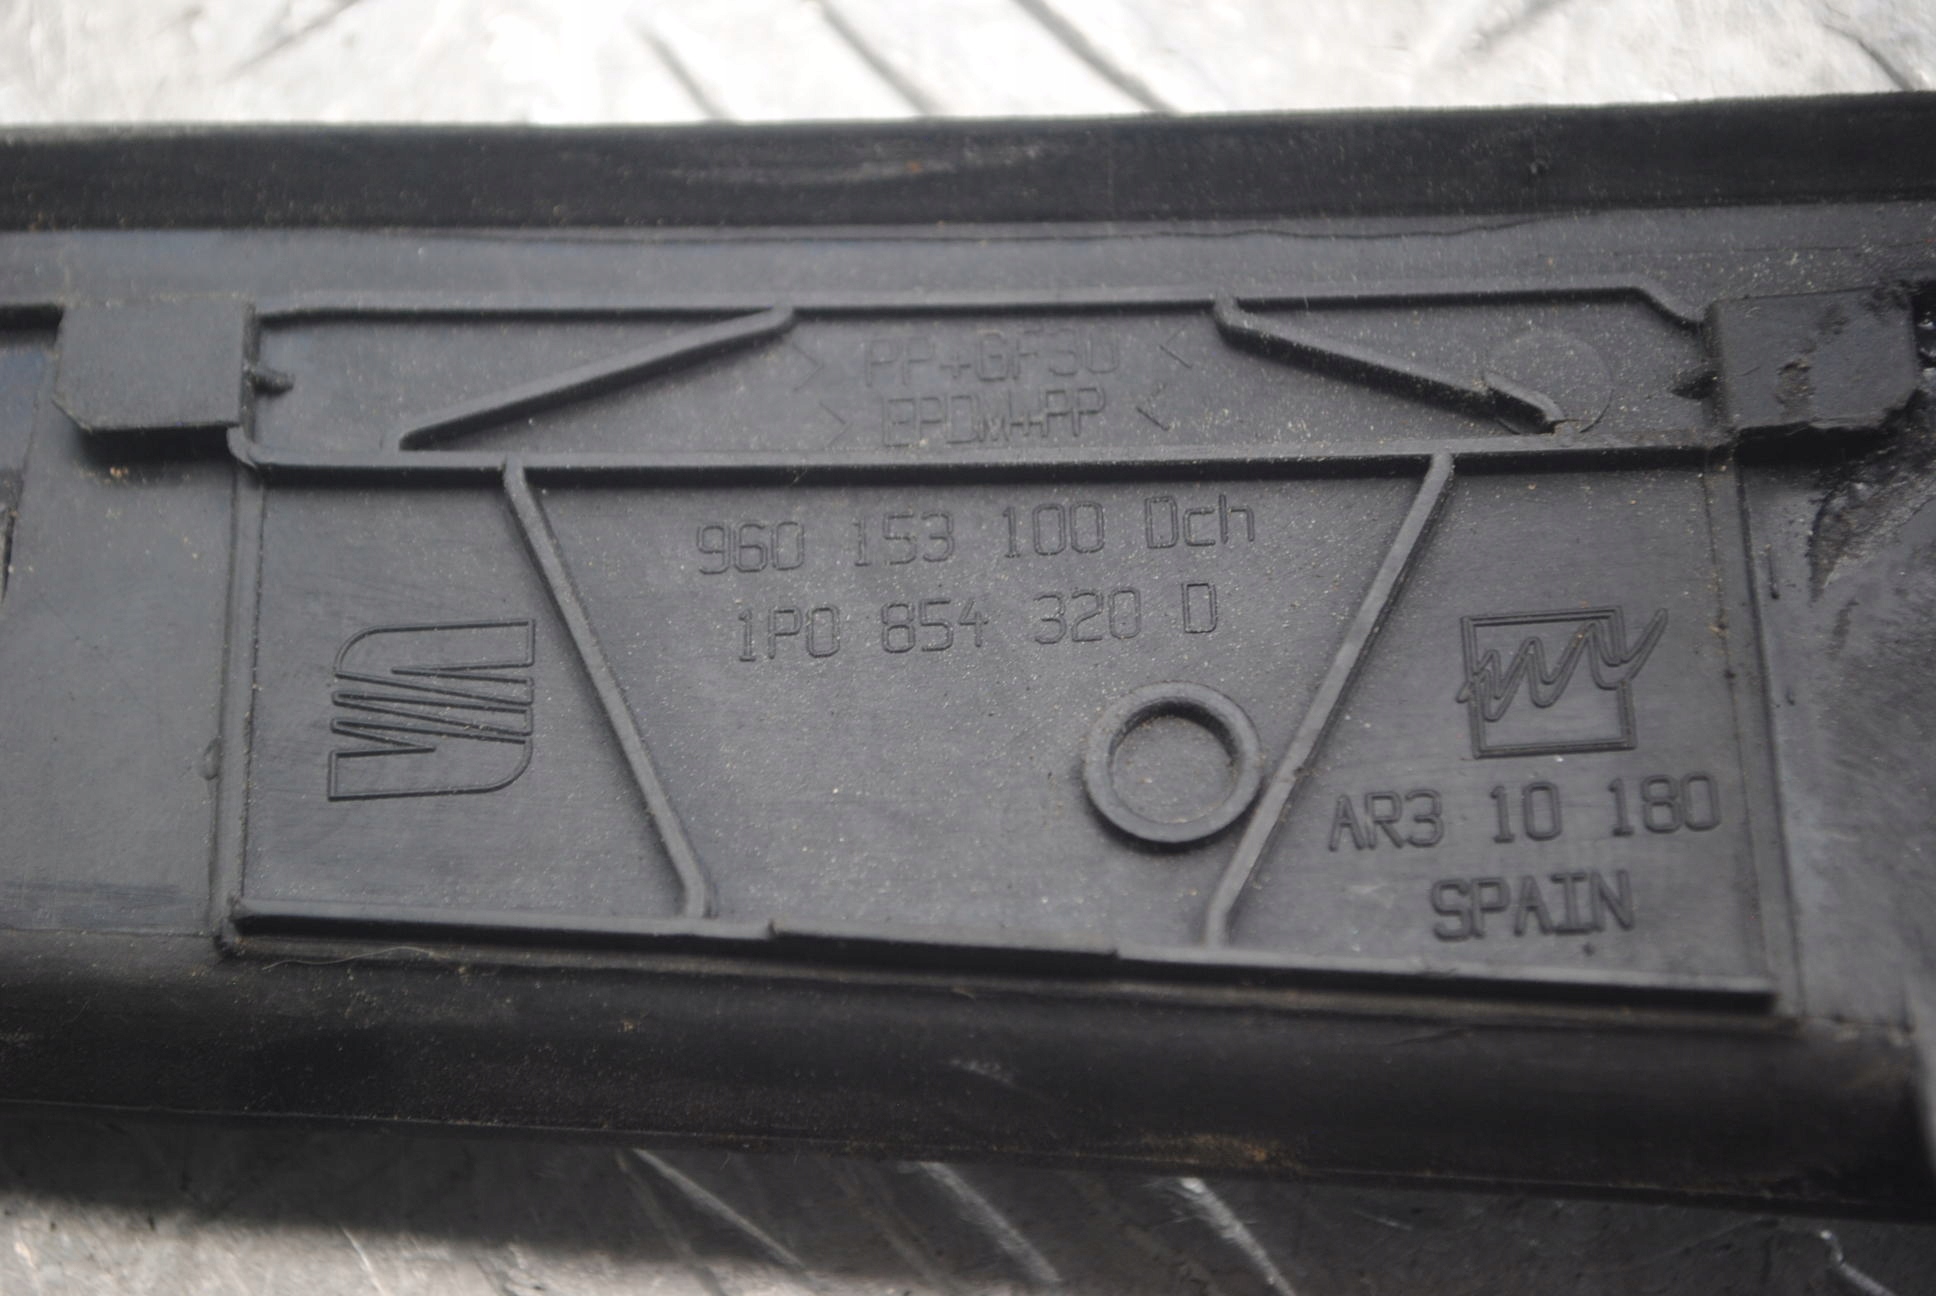 > PP+GF30 <
> EPDM+PP <
960 153 100 Dch
1P0 854 320 D
AR3 10 180
SPAIN